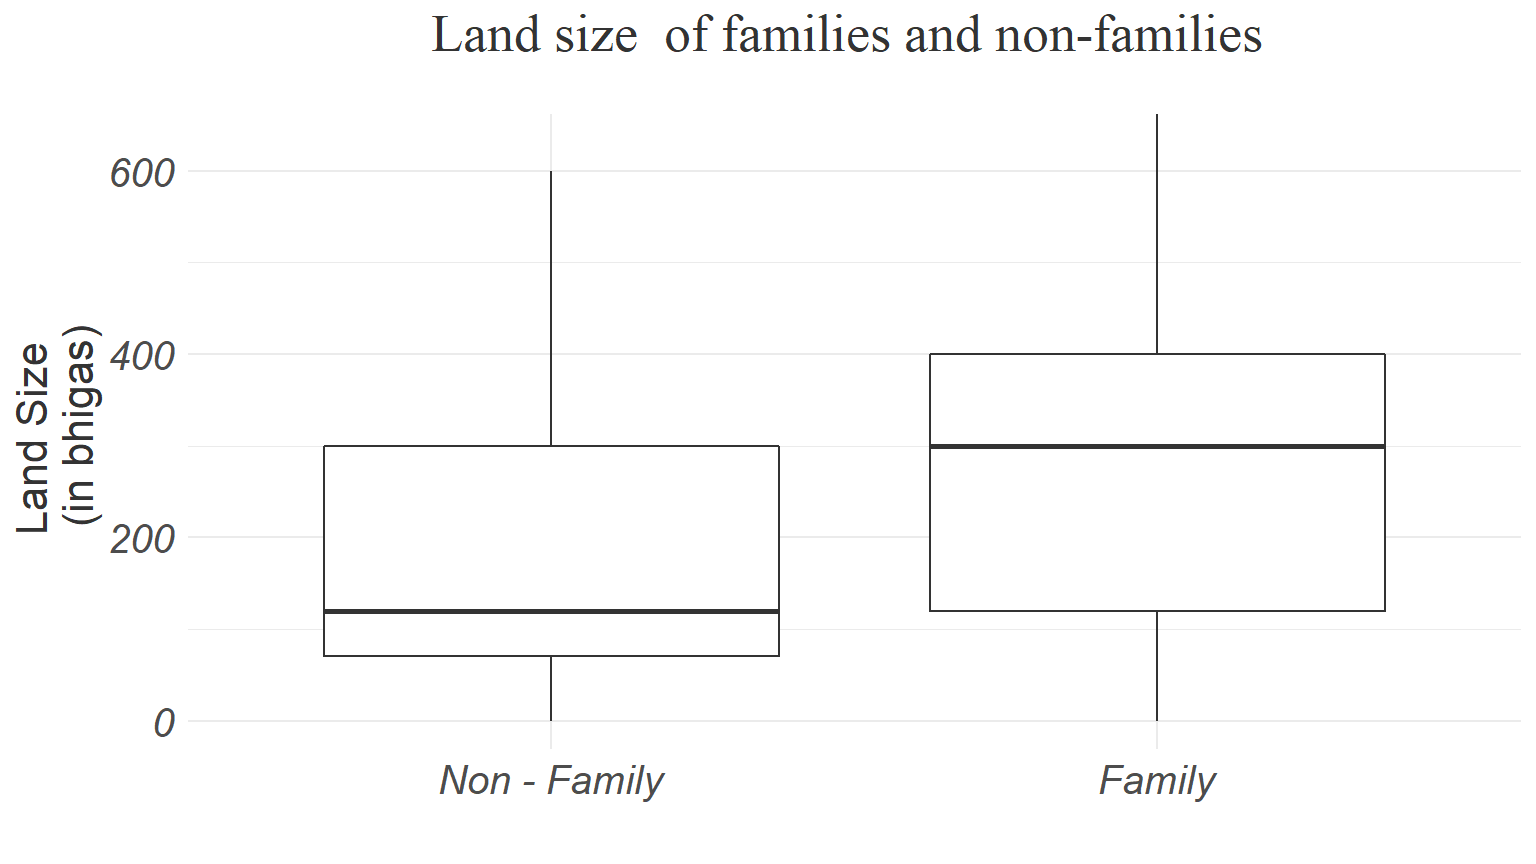 Land size  of families and non-families
Land Size
(in bhigas)
600
400
200
0
Non - Family
Family